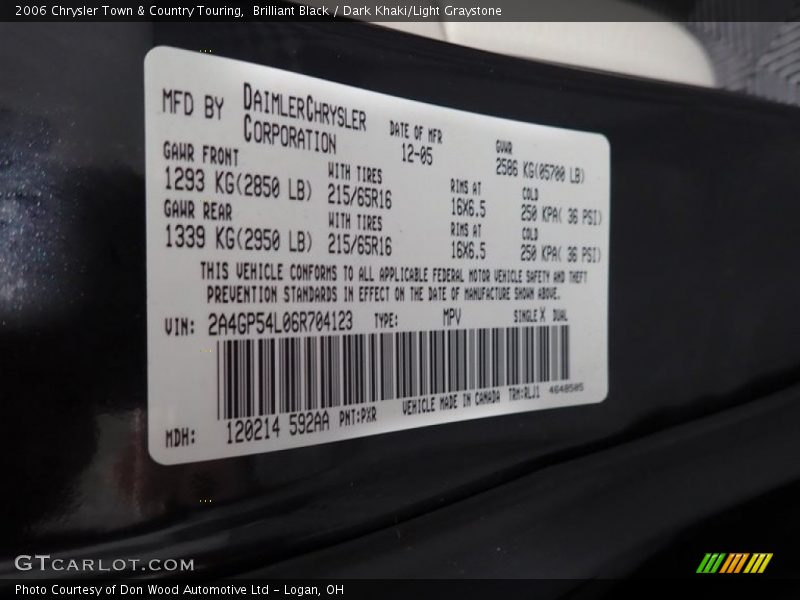 2006 Chrysler Town & Country Touring, Brilliant Black / Dark Khaki/Light Graystone
MFD BY DAIMLERCHRYSLER CORPORATION
DATE OF MFR 12-05
GVWR 2586 KG(05700 LB)
GAWR FRONT 1293 KG(2850 LB)
WITH TIRES 215/65R16
RIMS AT 16X6.5
COLD 250 KPA( 36 PSI)
GAWR REAR 1339 KG(2950 LB)
WITH TIRES 215/65R16
RIMS AT 16X6.5
COLD 250 KPA( 36 PSI)
THIS VEHICLE CONFORMS TO ALL APPLICABLE FEDERAL MOTOR VEHICLE SAFETY AND THEFT
PREVENTION STANDARDS IN EFFECT ON THE DATE OF MANUFACTURE SHOWN ABOVE.
VIN: 2A4GP54L06R704123 TYPE: MPV SINGLE X DUAL
VEHICLE MADE IN CANADA TRM:RLJ1 4648505
MDH: 120214 592AA PNT:PXR
GTcarlot.com
Photo Courtesy of Don Wood Automotive Ltd - Logan, OH